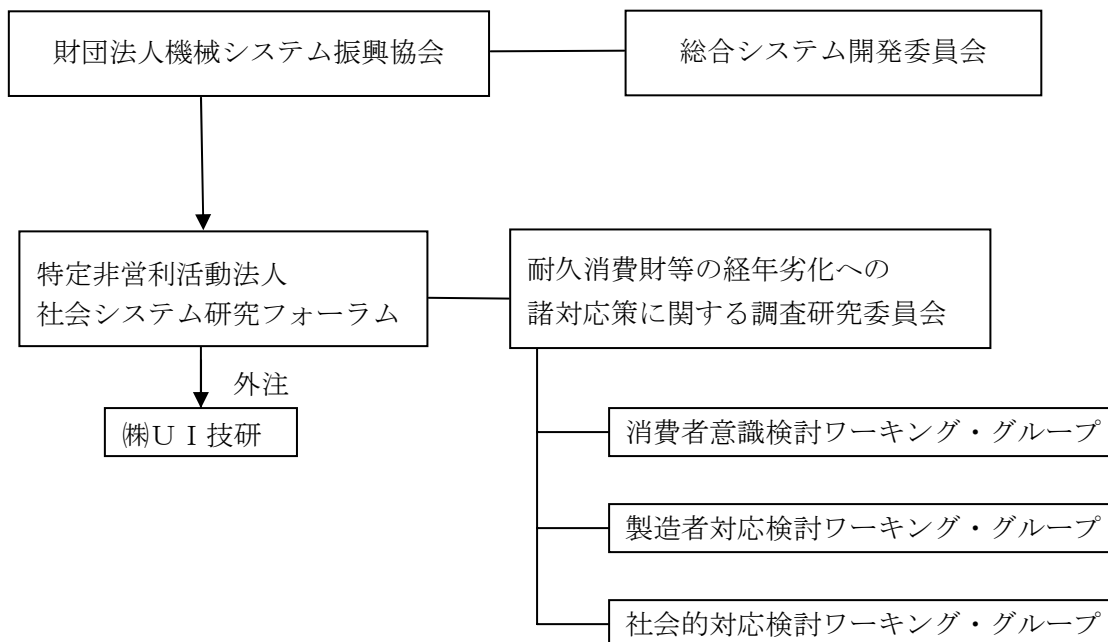 財団法人機械システム振興協会
総合システム開発委員会
特定非営利活動法人
社会システム研究フォーラム
耐久消費財等の経年劣化への
諸対応策に関する調査研究委員会
外注
㈱ＵＩ技研
消費者意識検討ワーキング・グループ
製造者対応検討ワーキング・グループ
社会的対応検討ワーキング・グループ